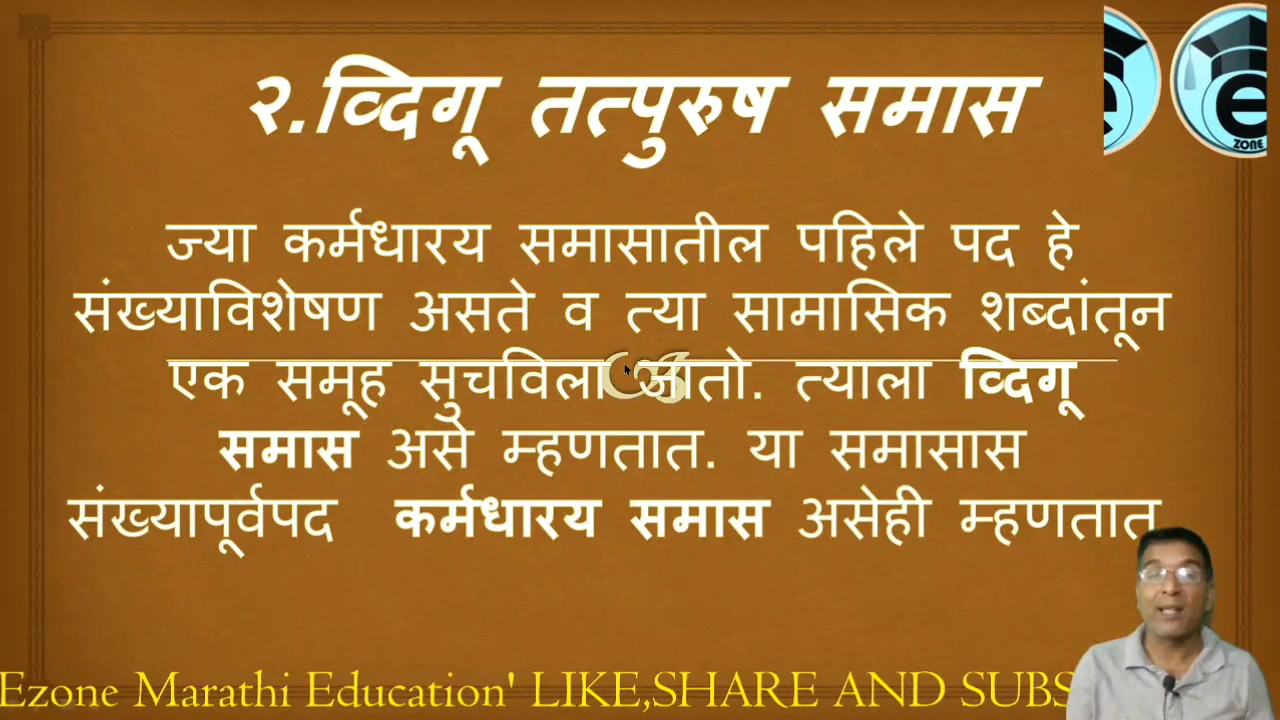 २.व्दिगू तत्पुरुष समास
ज्या कर्मधारय समासातील पहिले पद हे
संख्याविशेषण असते व त्या सामासिक शब्दांतून
एक समूह सुचविला जातो. त्याला व्दिगू
समास असे म्हणतात. या समासास
संख्यापूर्वपद कर्मधारय समास असेही म्हणतात
e
ZONE
Ezone Marathi Education' LIKE,SHARE AND SUBS